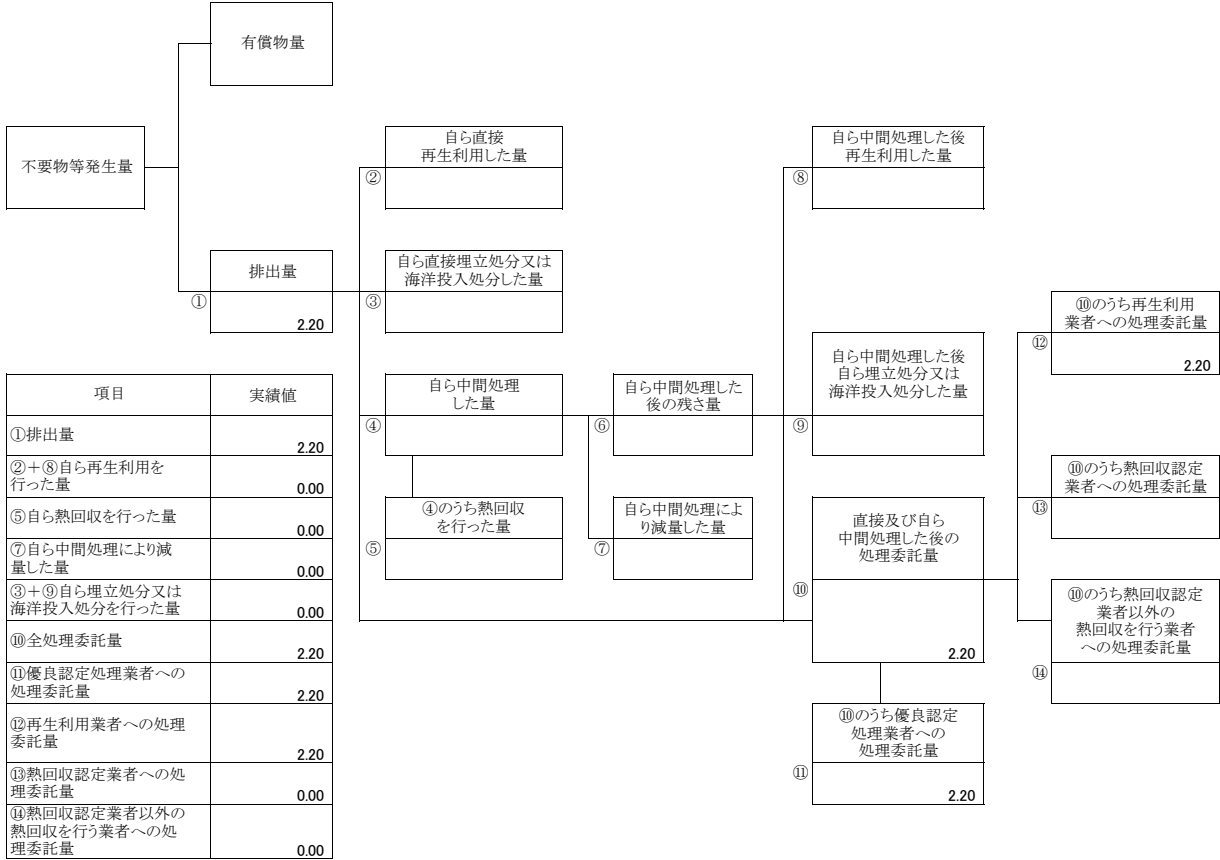 有償物量
不要物等発生量
自ら直接
再生利用した量
②
自ら中間処理した後
再生利用した量
⑧
排出量
①
2.20
自ら直接埋立処分又は
海洋投入処分した量
③
⑩のうち再生利用
業者への処理委託量
⑫
2.20
自ら中間処理
した量
④
自ら中間処理した
後の残さ量
⑥
自ら中間処理した後
自ら埋立処分又は
海洋投入処分した量
⑨
⑩のうち熱回収認定
業者への処理委託量
⑬
④のうち熱回収
を行った量
⑤
自ら中間処理によ
り減量した量
⑦
直接及び自ら
中間処理した後の
処理委託量
⑩
2.20
⑩のうち熱回収認定
業者以外の
熱回収を行う業者
への処理委託量
⑭
⑩のうち優良認定
処理業者への
処理委託量
⑪
2.20
項目 実績値
①排出量 2.20
②+⑧自ら再生利用を
行った量 0.00
⑤自ら熱回収を行った量 0.00
⑦自ら中間処理により減
量した量 0.00
③+⑨自ら埋立処分又は
海洋投入処分を行った量 0.00
⑩全処理委託量 2.20
⑪優良認定処理業者への
処理委託量 2.20
⑫再生利用業者への処理
委託量 2.20
⑬熱回収認定業者への処
理委託量 0.00
⑭熱回収認定業者以外の
熱回収を行う業者への処
理委託量 0.00